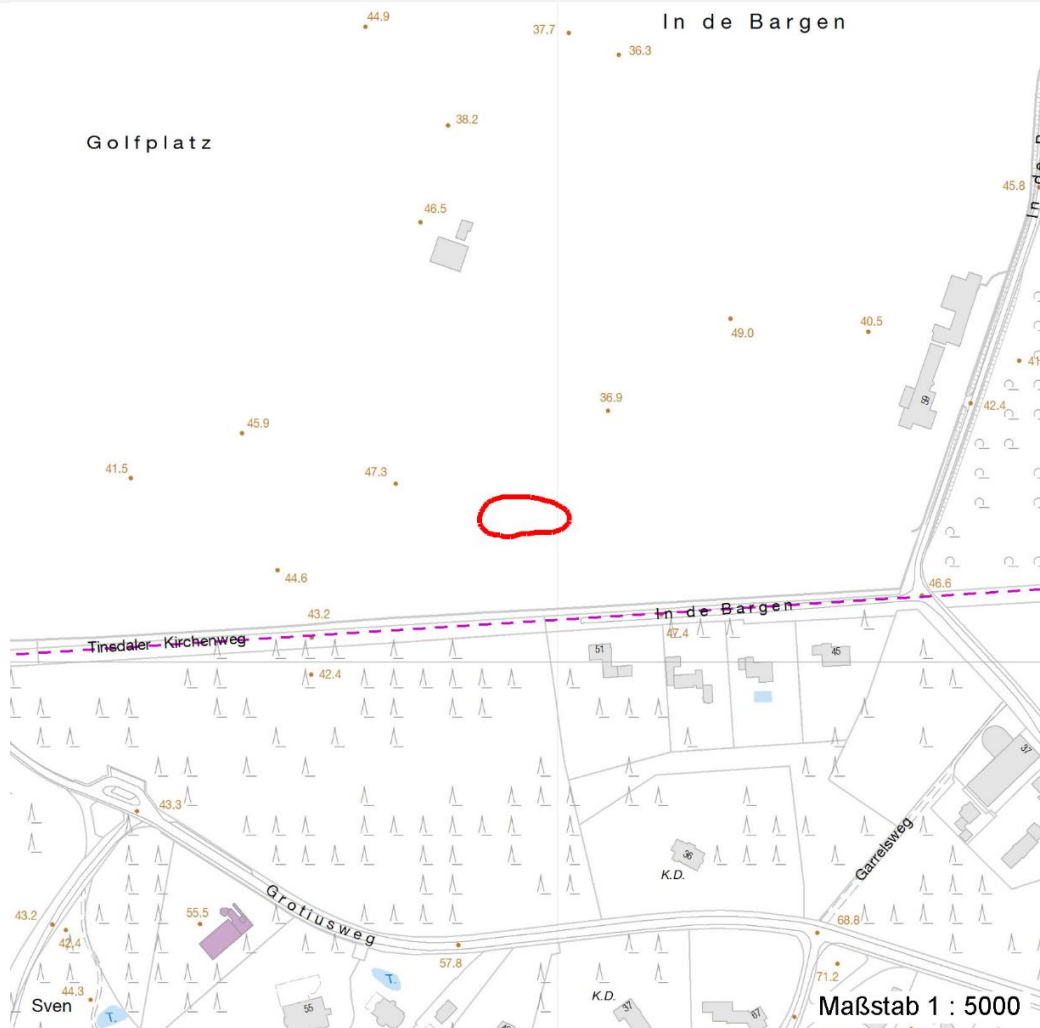 44.9
37.7
In de Bargen
36.3
38.2
Golfplatz
45.8
46.5
49.0
40.5
36.9
59
42.4
45.9
41.5
47.3
44.6
46.6
43.2
In de Bargen
47.4
Tinsdaler Kirchenweg
51
45
42.4
37
43.3
36
K.D.
Garrelsweg
Grotiusweg
43.2
42.4
55.5
68.8
57.8
71.2
44.3
T.
K.D.
Sven
T.
55
37
67
Maßstab 1 : 5000